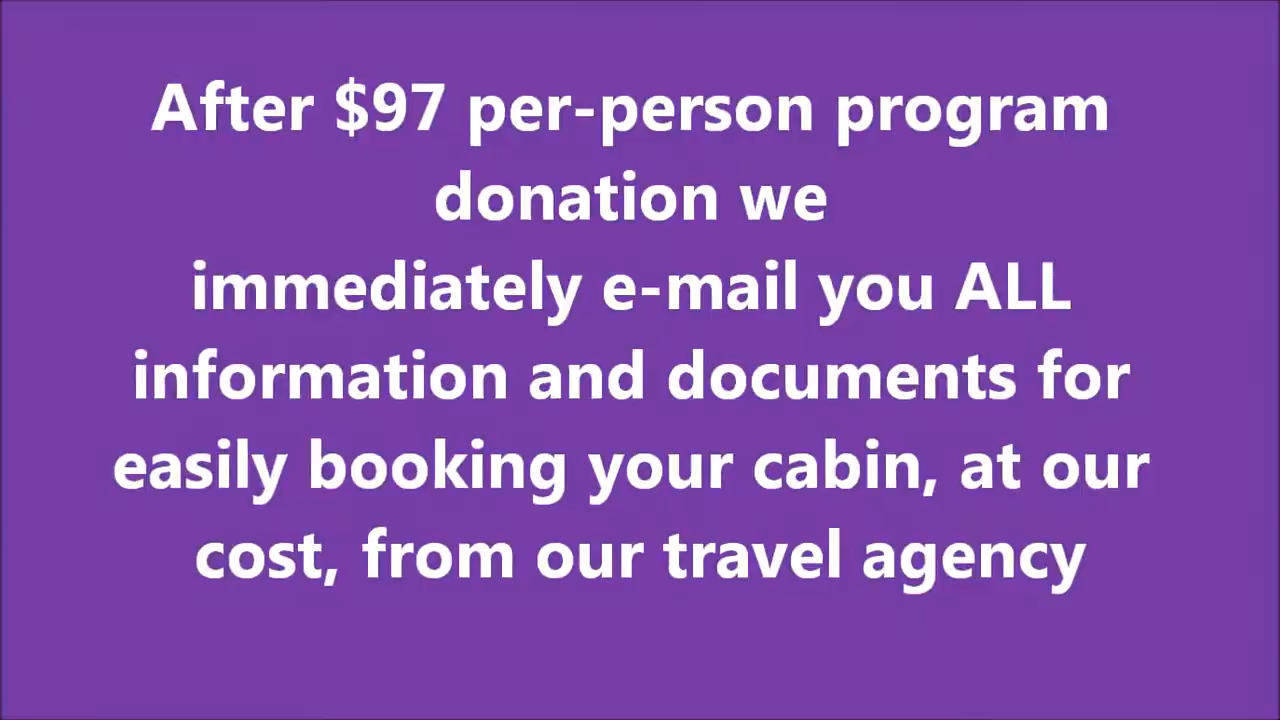 After $97 per-person program
donation we
immediately e-mail you ALL
information and documents for
easily booking your cabin, at our
cost, from our travel agency